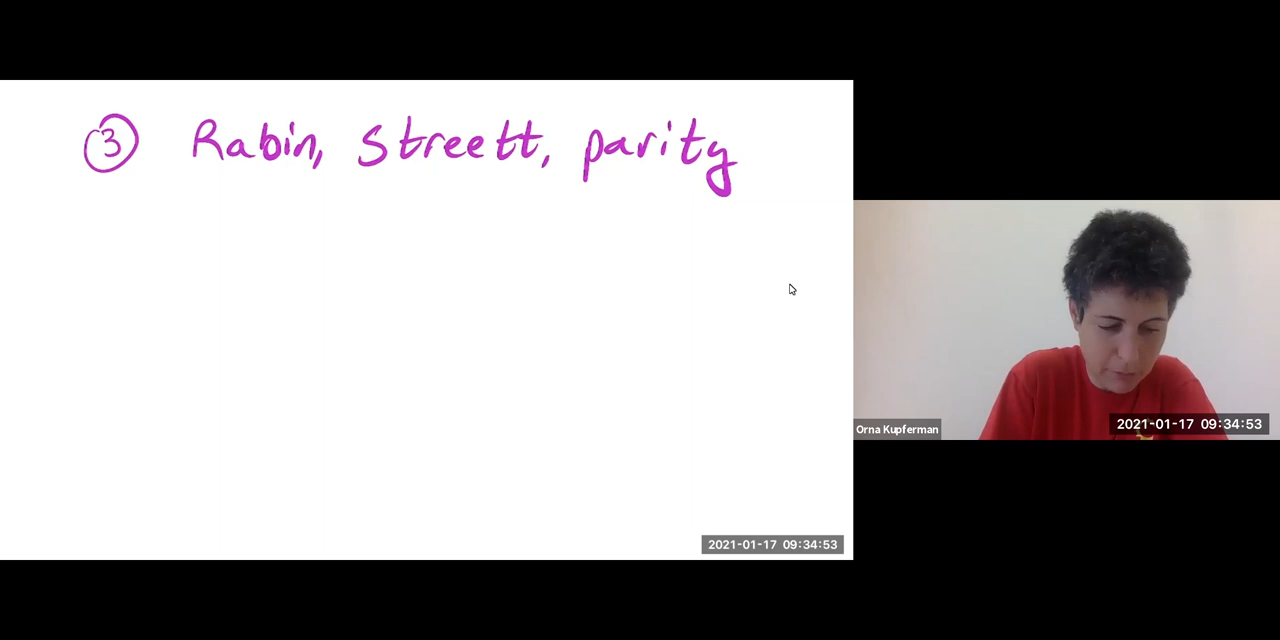 ③ Rabin, Streett, parity
Orna Kupferman
2021-01-17 09:34:53
2021-01-17 09:34:53